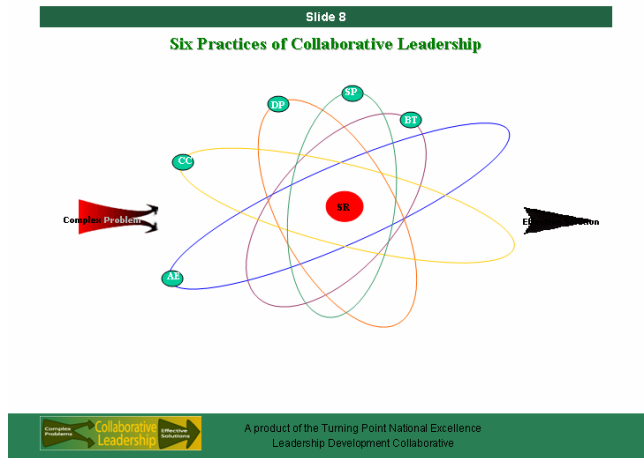 Slide 8
Six Practices of Collaborative Leadership
SP
DP
BT
CC
SR
Complex Problem
AE
Complex
Problems
Collaborative
Leadership
Effective
Solutions
A product of the Turning Point National Excellence
Leadership Development Collaborative